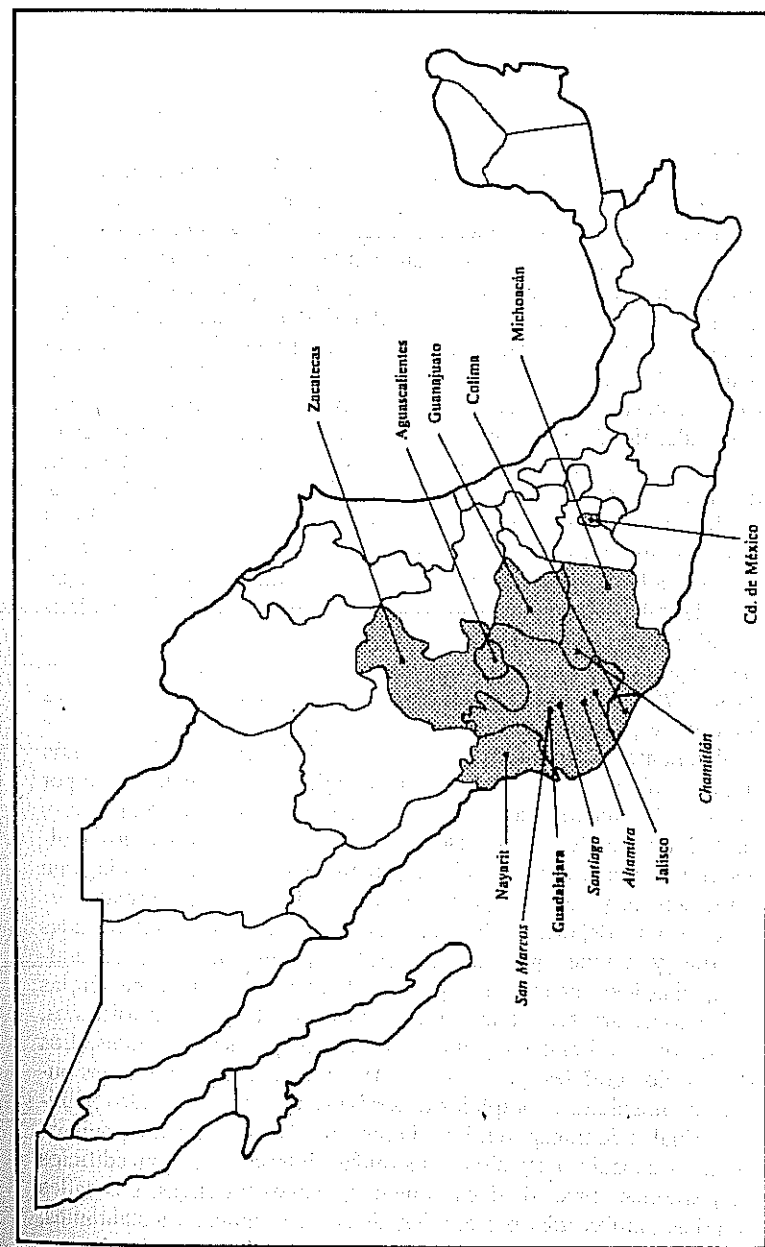 Zacatecas
Aguascalientes
Guanajuato
Colima
Michoacán
Nayarit
San Marcos
Guadalajara
Santiago
Altamira
Jalisco
Chamitlán
Cd. de México